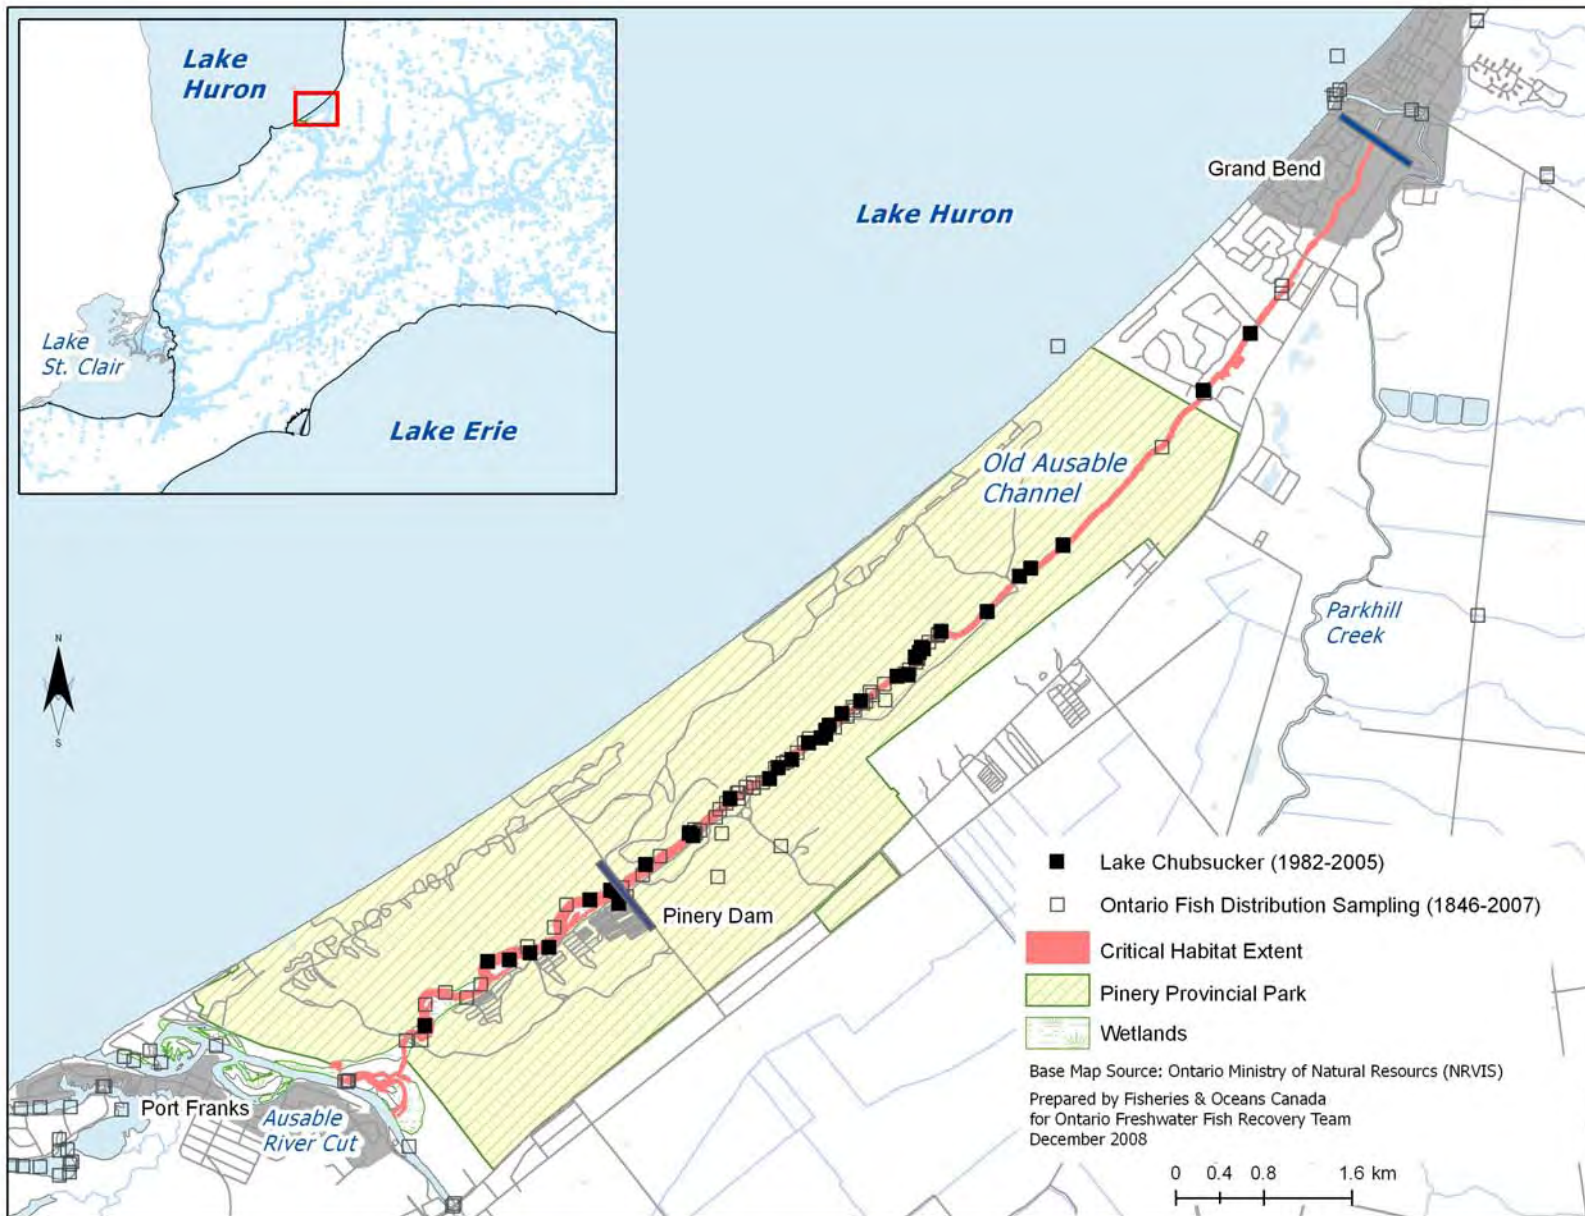 Lake
Huron
Lake
St. Clair
Lake Erie
Lake Huron
Grand Bend
Old Ausable
Channel
Parkhill
Creek
N
S
Pinery Dam
Port Franks
Ausable
River Cut
Lake Chubsucker (1982-2005)
Ontario Fish Distribution Sampling (1846-2007)
Critical Habitat Extent
Pinery Provincial Park
Wetlands
Base Map Source: Ontario Ministry of Natural Resourcs (NRVIS)
Prepared by Fisheries & Oceans Canada
for Ontario Freshwater Fish Recovery Team
December 2008
0 0.4 0.8 1.6 km